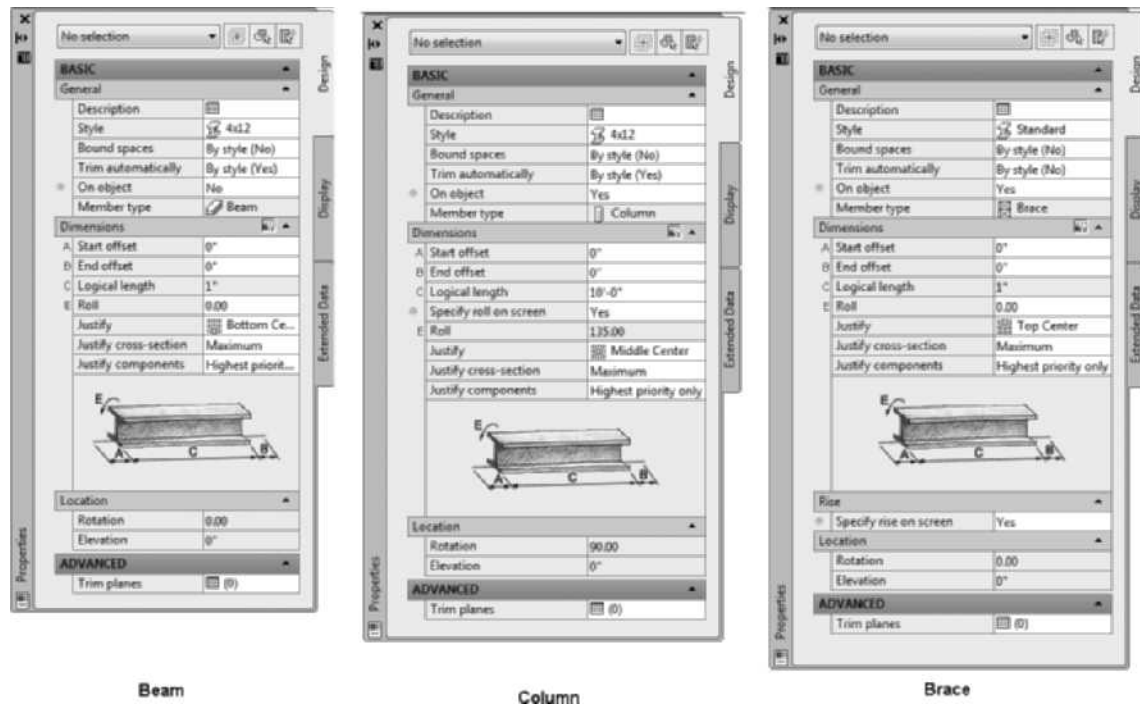 No selection
BASIC
General
Description
Style 4x12
Bound spaces By style (No)
Trim automatically By style (Yes)
On object No
Member type Beam
Dimensions
A Start offset 0"
B End offset 0"
C Logical length 1"
E Roll 0.00
Justify Bottom Ce...
Justify cross-section Maximum
Justify components Highest priorit...
E
A C B
Location
Rotation 0.00
Elevation 0"
ADVANCED
Trim planes (0)
Design
Display
Extended Data
Properties
Beam
No selection
BASIC
General
Description
Style 4x12
Bound spaces By style (No)
Trim automatically By style (Yes)
On object Yes
Member type Column
Dimensions
A Start offset 0"
B End offset 0"
C Logical length 10'-0"
Specify roll on screen Yes
E Roll 135.00
Justify Middle Center
Justify cross-section Maximum
Justify components Highest priority only
E
A C B
Location
Rotation 90.00
Elevation 0"
ADVANCED
Trim planes (0)
Design
Display
Extended Data
Properties
Column
No selection
BASIC
General
Description
Style Standard
Bound spaces By style (No)
Trim automatically By style (No)
On object Yes
Member type Brace
Dimensions
A Start offset 0"
B End offset 0"
C Logical length 1"
E Roll 0.00
Justify Top Center
Justify cross-section Maximum
Justify components Highest priority only
E
A C B
Rise
Specify rise on screen Yes
Location
Rotation 0.00
Elevation 0"
ADVANCED
Trim planes (0)
Design
Display
Extended Data
Properties
Brace